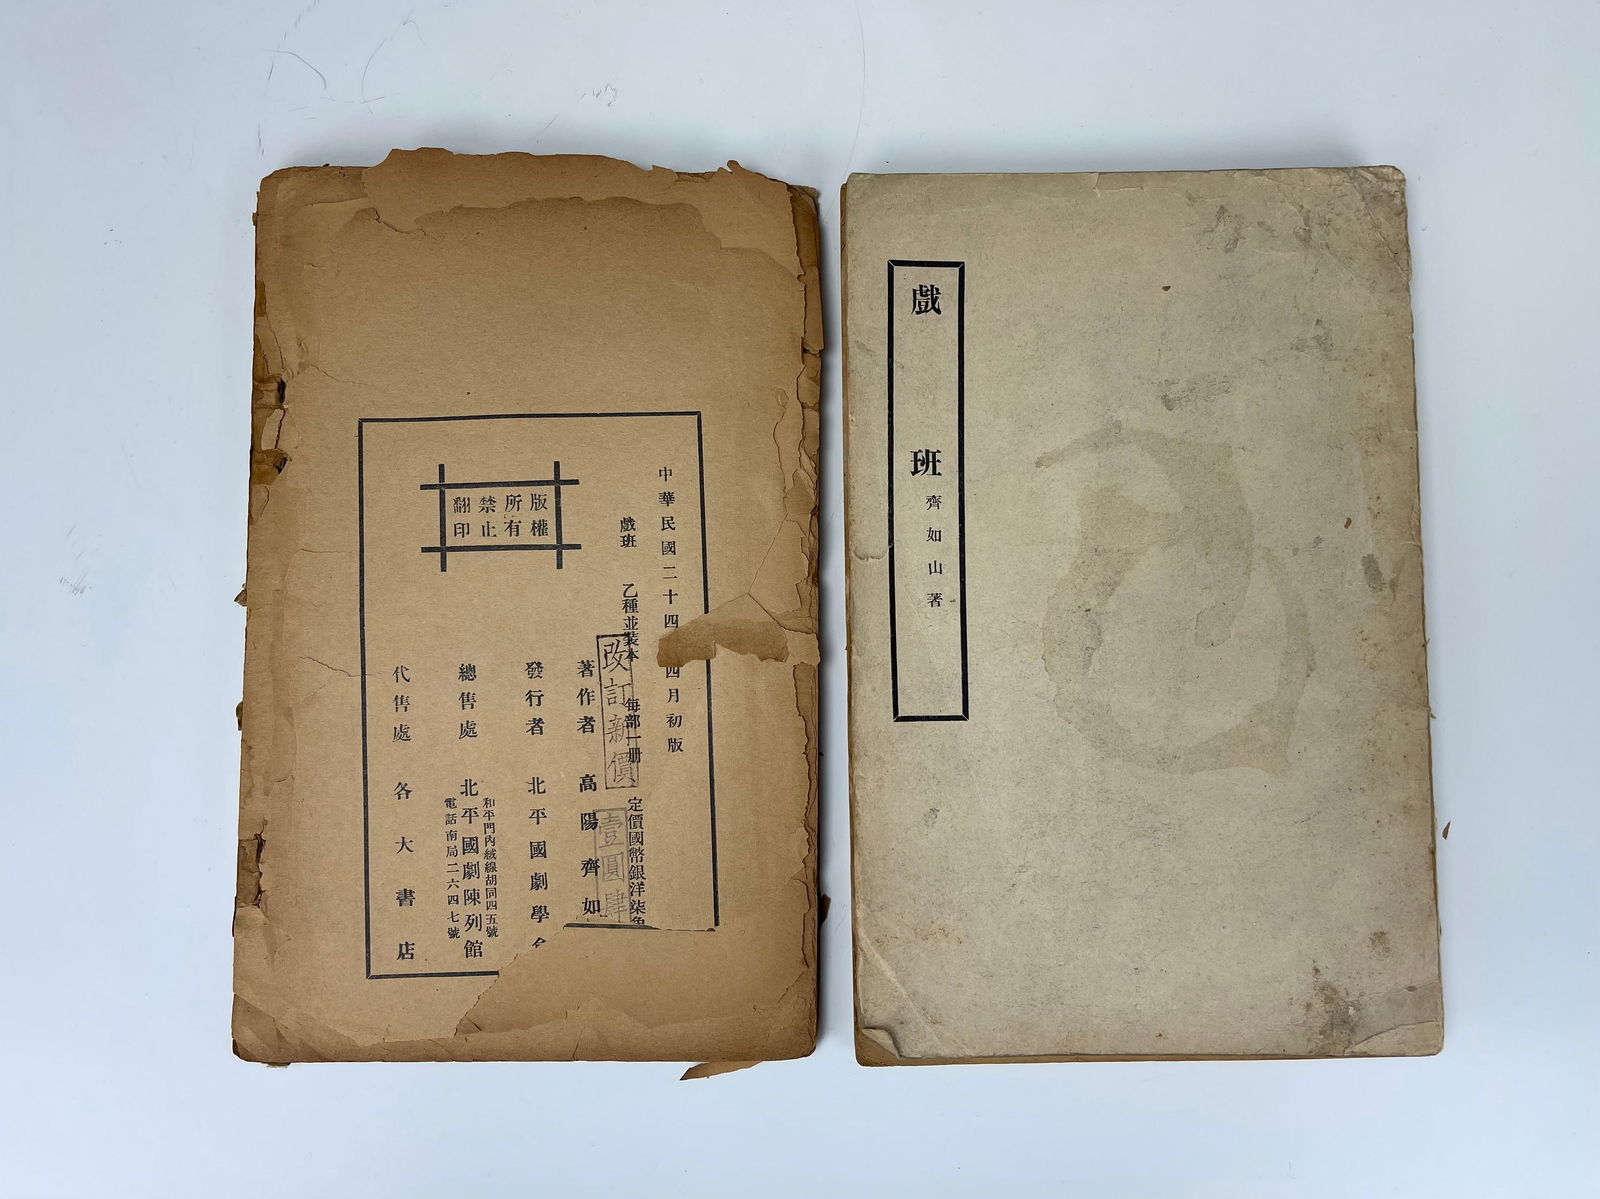 中華民國二十四 四月初版
戲班 乙種並裝本 每部一册 定價國幣銀洋柒角
改訂新價 壹圓肆
著作者 高陽齊如
發行者 北平國劇學
總售處 北平國劇陳列館
和平門內絨線胡同四五號
電話南局二六四七號
代售處 各大書店
版權
所有
禁止
翻印
戲班
齊如山著